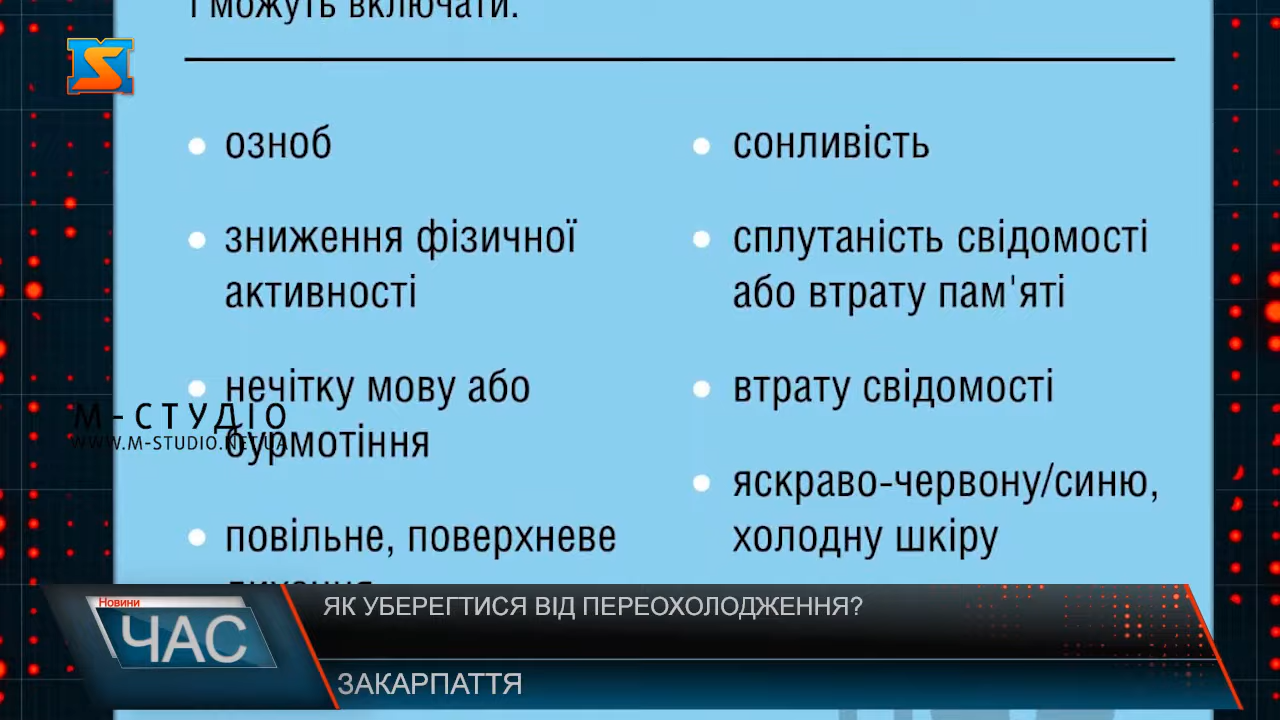 і можуть включати:
озноб
зниження фізичної
активності
нечітку мову або
бурмотіння
повільне, поверхневе
дихання
сонливість
сплутаність свідомості
або втрату пам'яті
втрату свідомості
яскраво-червону/синю,
холодну шкіру
М-СТУДІО
WWW.M-STUDIO.NET.UA
Новини
ЧАС
ЯК УБЕРЕГТИСЯ ВІД ПЕРЕОХОЛОДЖЕННЯ?
ЗАКАРПАТТЯ